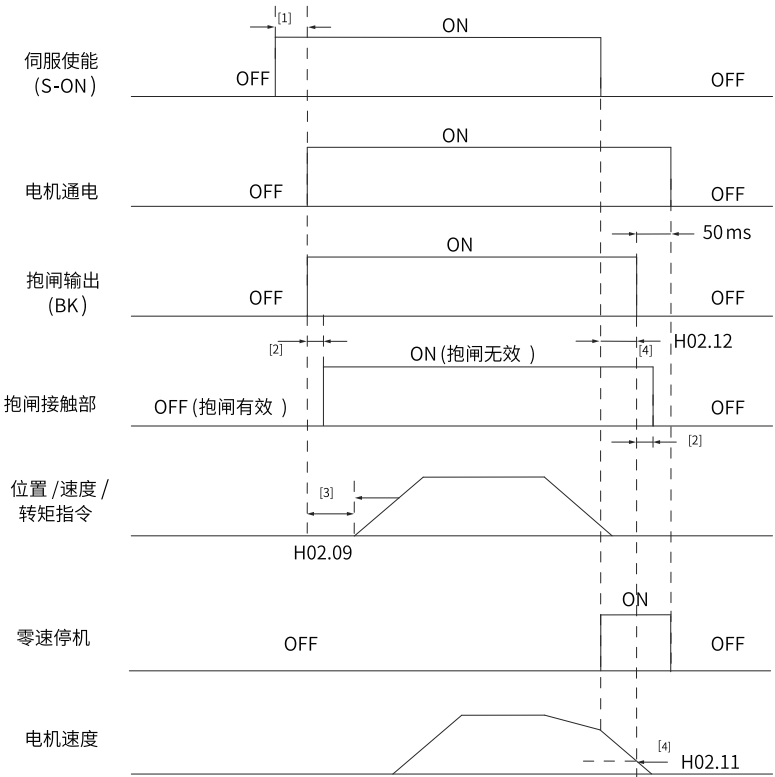 [1]
ON
伺服使能
(S-ON)
OFF
OFF
ON
电机通电
OFF
OFF
50 ms
ON
抱闸输出
(BK)
OFF
OFF
[2]
[4]
H02.12
ON (抱闸无效 )
抱闸接触部
OFF (抱闸有效 )
OFF
[2]
位置 /速度 /
转矩指令
[3]
H02.09
ON
零速停机
OFF
OFF
电机速度
[4]
H02.11